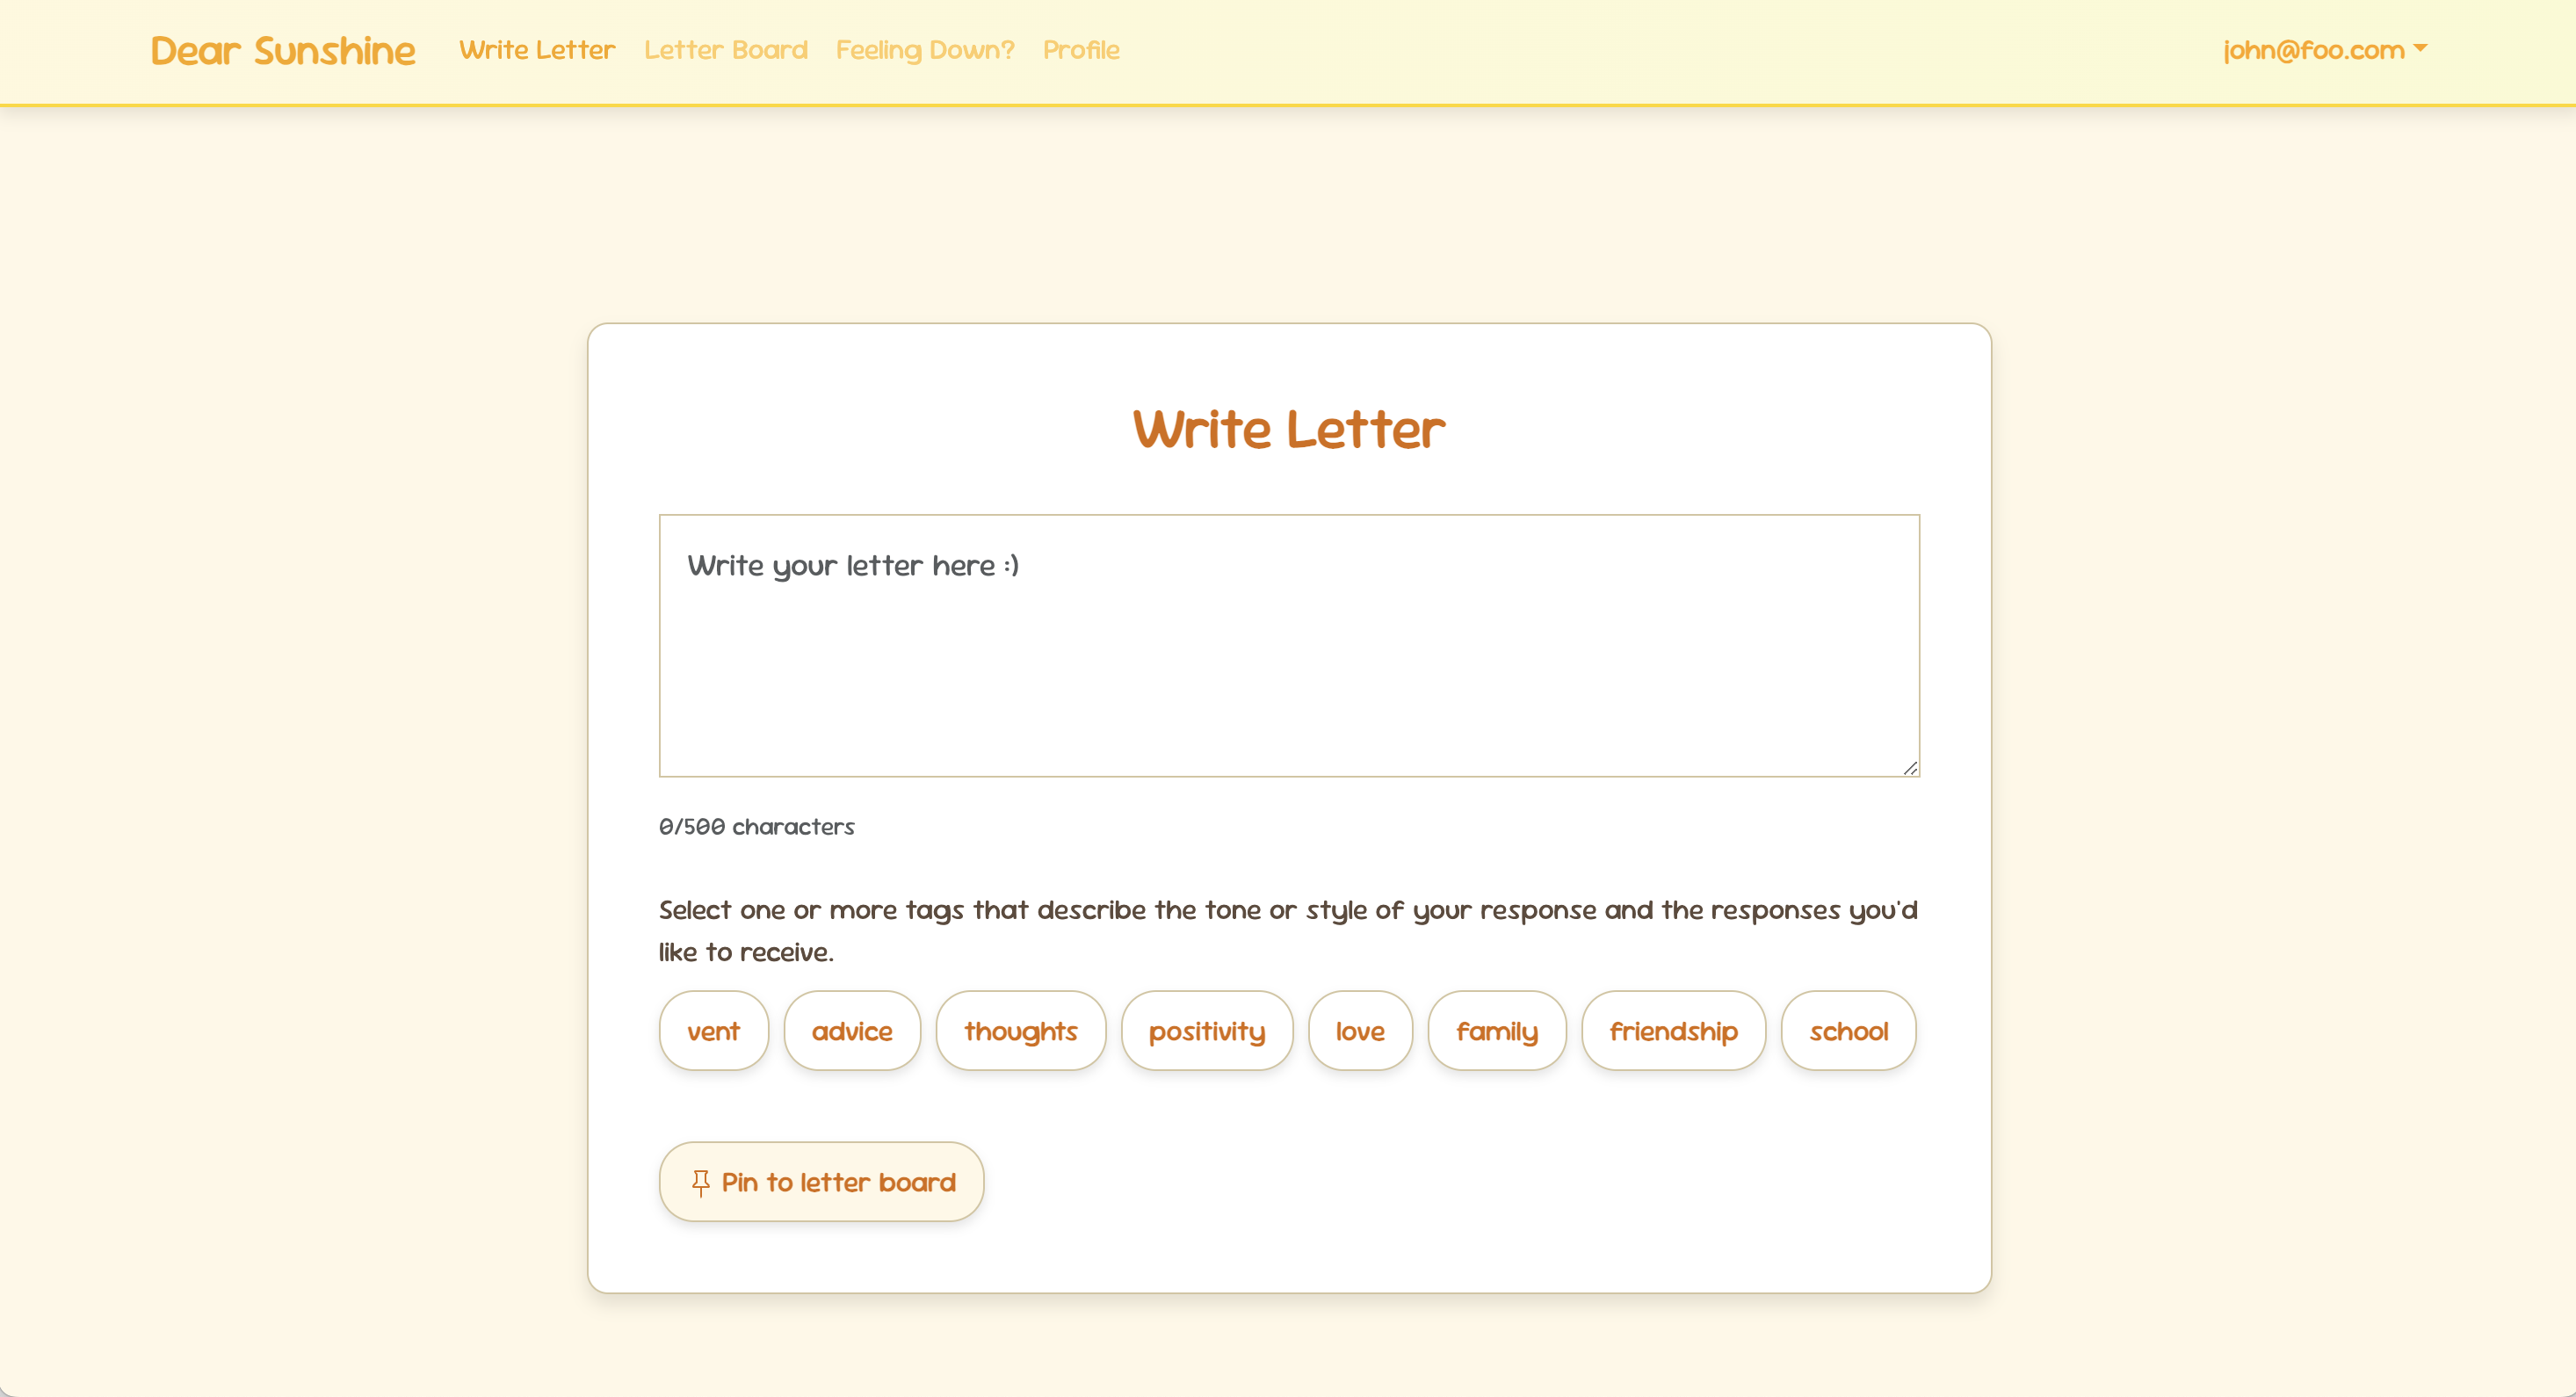 Dear Sunshine Write Letter Letter Board Feeling Down? Profile john@foo.com
Write Letter
Write your letter here :)
0/500 characters
Select one or more tags that describe the tone or style of your response and the responses you'd
like to receive.
vent advice thoughts positivity love family friendship school
Pin to letter board